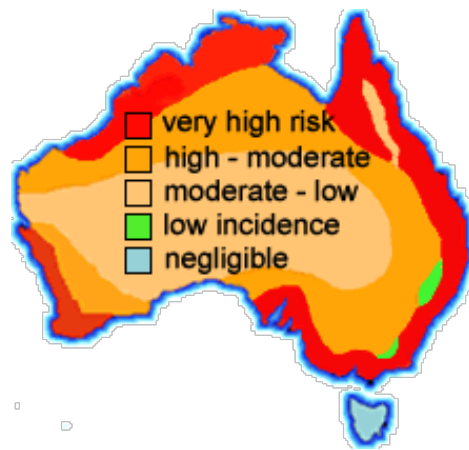 very high risk
high - moderate
moderate - low
low incidence
negligible